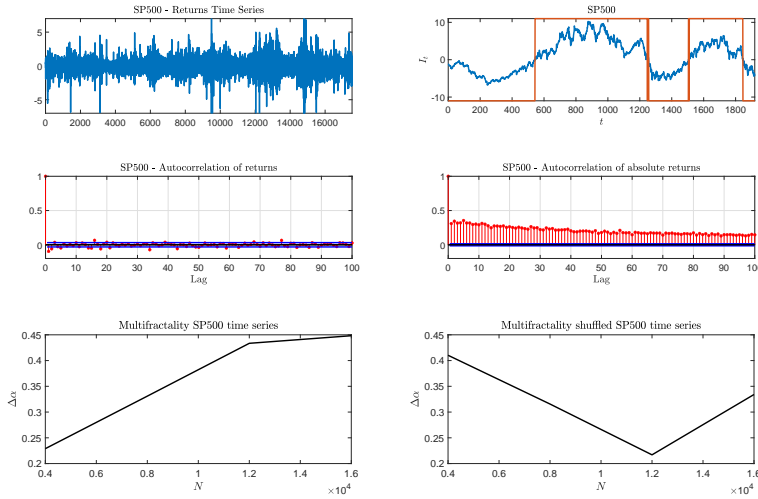 SP500 - Returns Time Series
5
0
-5
0 2000 4000 6000 8000 10000 12000 14000 16000
SP500
10
0
-10
I_t
0 200 400 600 800 1000 1200 1400 1600 1800
t
SP500 - Autocorrelation of returns
1
0.5
0
0 10 20 30 40 50 60 70 80 90 100
Lag
SP500 - Autocorrelation of absolute returns
1
0.5
0
0 10 20 30 40 50 60 70 80 90 100
Lag
Multifractality SP500 time series
0.45
0.4
0.35
0.3
0.25
0.2
Δα
0.4 0.6 0.8 1 1.2 1.4 1.6
N
×10^4
Multifractality shuffled SP500 time series
0.45
0.4
0.35
0.3
0.25
0.2
Δα
0.4 0.6 0.8 1 1.2 1.4 1.6
N
×10^4